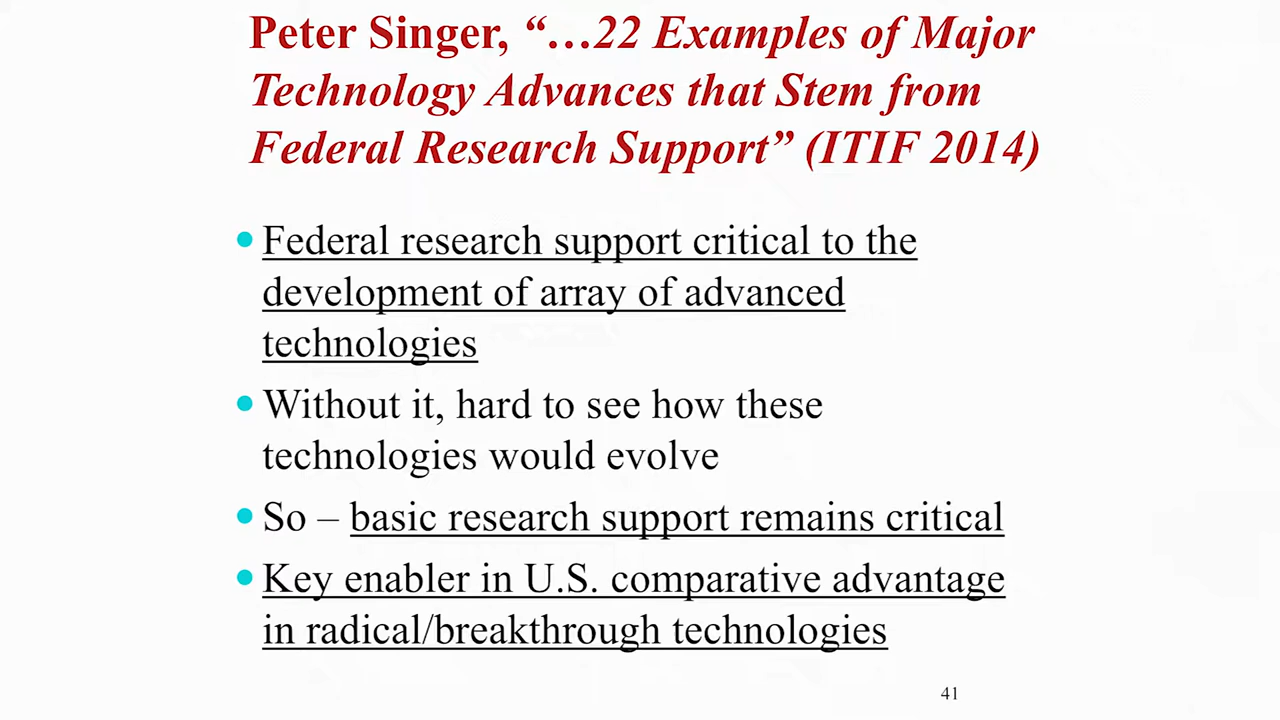 Peter Singer, “…22 Examples of Major
Technology Advances that Stem from
Federal Research Support” (ITIF 2014)
• Federal research support critical to the
development of array of advanced
technologies
• Without it, hard to see how these
technologies would evolve
• So – basic research support remains critical
• Key enabler in U.S. comparative advantage
in radical/breakthrough technologies
41